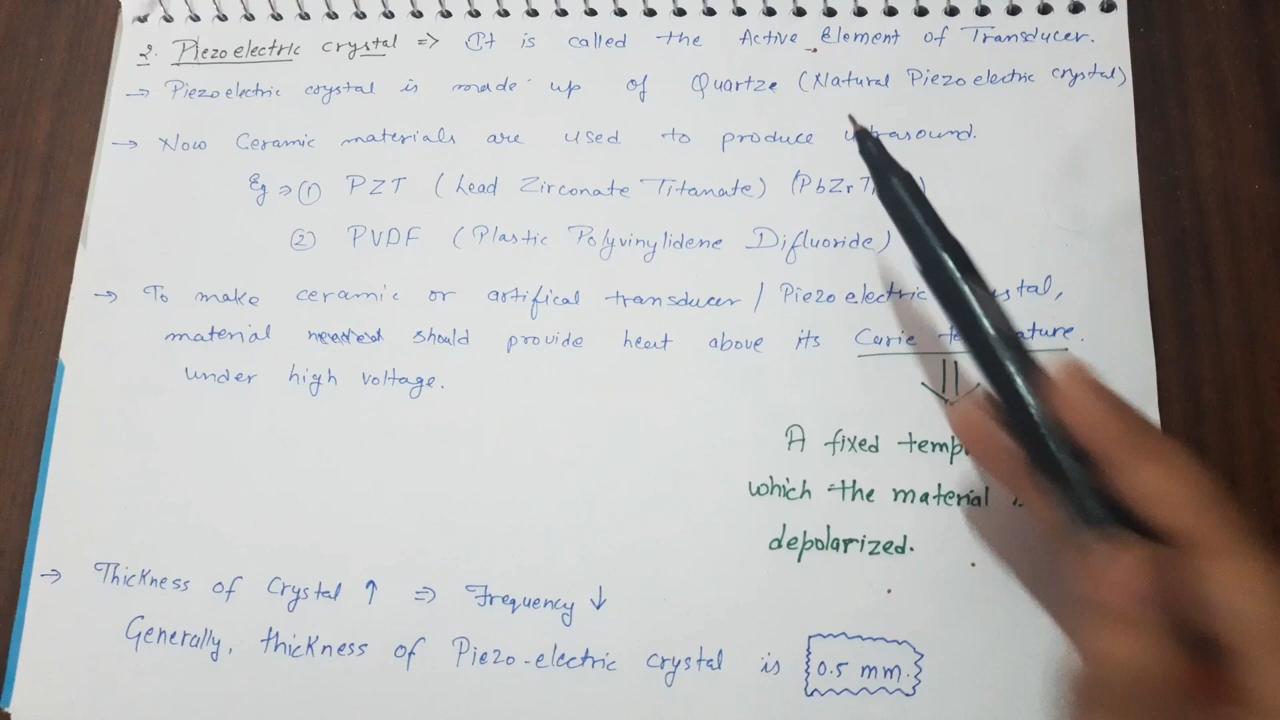 2. Piezoelectric crystal => It is called the Active Element of Transducer.
→ Piezoelectric crystal is made up of Quartze (Natural Piezoelectric crystal)
→ Now Ceramic materials are used to produce ultrasound.
Eg => ① PZT (Lead Zirconate Titanate) (PbZrTi
② PVDF (Plastic Polyvinylidene Difluoride)
→ To make ceramic or artifical transducer / Piezoelectric crystal,
material should provide heat above its Curie temperature.
under high voltage.
⇓
A fixed temp
which the material
depolarized.
→ Thickness of Crystal ↑ => Frequency ↓
Generally, thickness of Piezo-electric crystal is 0.5 mm.